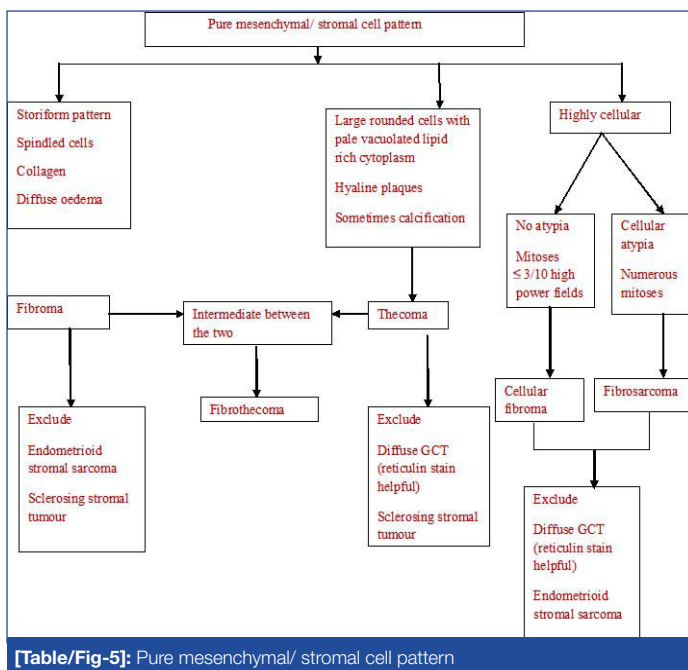 Pure mesenchymal/ stromal cell pattern
Storiform pattern
Spindled cells
Collagen
Diffuse oedema
Large rounded cells with
pale vacuolated lipid
rich cytoplasm
Hyaline plaques
Sometimes calcification
Highly cellular
No atypia
Mitoses
≤ 3/10 high
power fields
Cellular
atypia
Numerous
mitoses
Fibroma
Intermediate between
the two
Thecoma
Fibrothecoma
Cellular
fibroma
Fibrosarcoma
Exclude
Endometrioid
stromal sarcoma
Sclerosing stromal
tumour
Exclude
Diffuse GCT
(reticulin stain
helpful)
Sclerosing stromal
tumour
Exclude
Diffuse GCT
(reticulin stain
helpful)
Endometrioid
stromal sarcoma
[Table/Fig-5]: Pure mesenchymal/ stromal cell pattern